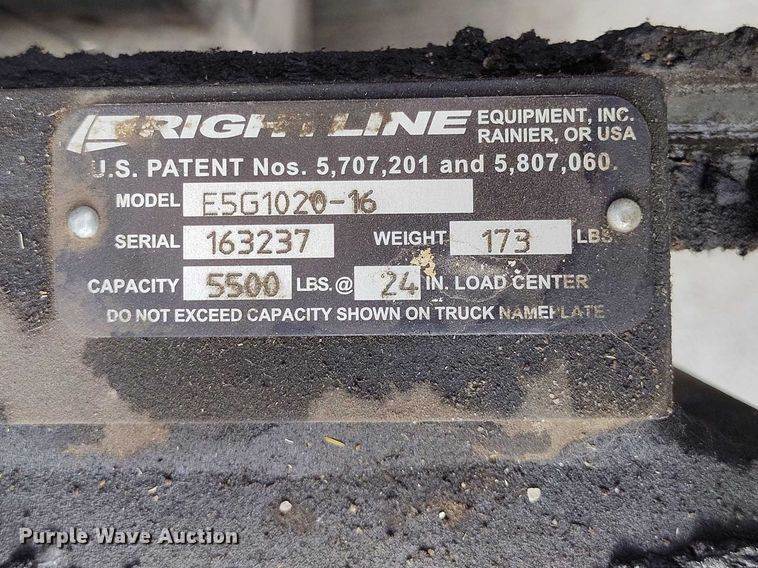 RIGHTLINE EQUIPMENT, INC.
RAINIER, OR USA
U.S. PATENT Nos. 5,707,201 and 5,807,060.
MODEL E5G1020-16
SERIAL 163237 WEIGHT 173 LBS.
CAPACITY 5500 LBS. @ 24 IN. LOAD CENTER
DO NOT EXCEED CAPACITY SHOWN ON TRUCK NAMEPLATE
Purple Wave Auction